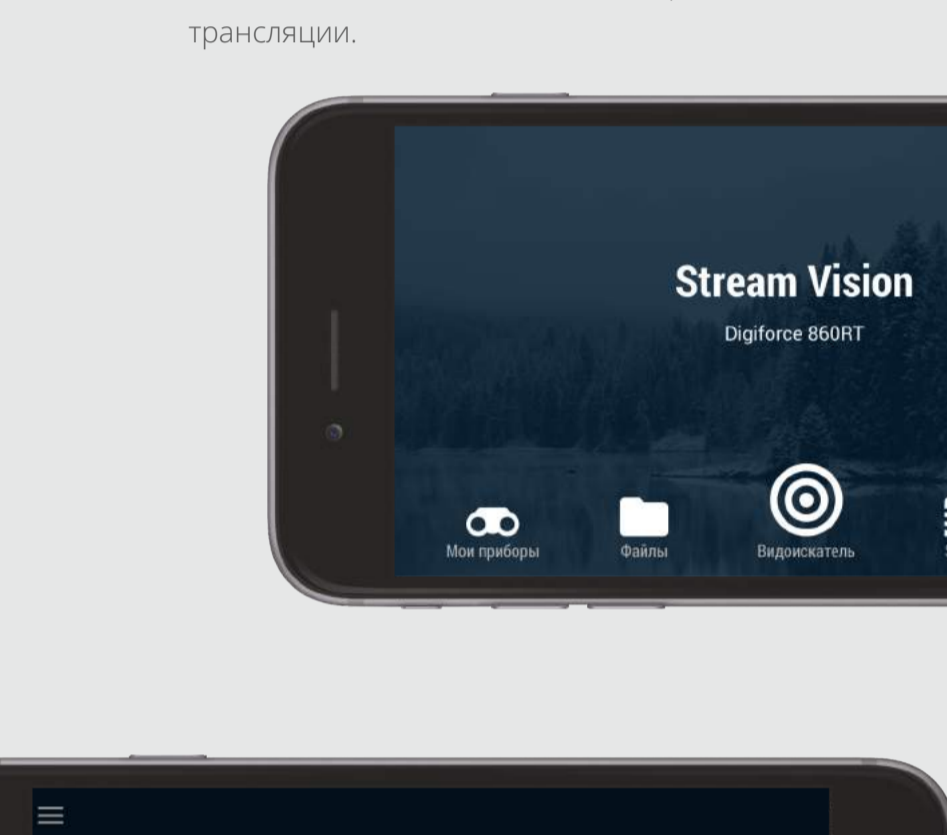 трансляции.
Stream Vision
Digiforce 860RT
Мои приборы
Файлы
Видоискатель